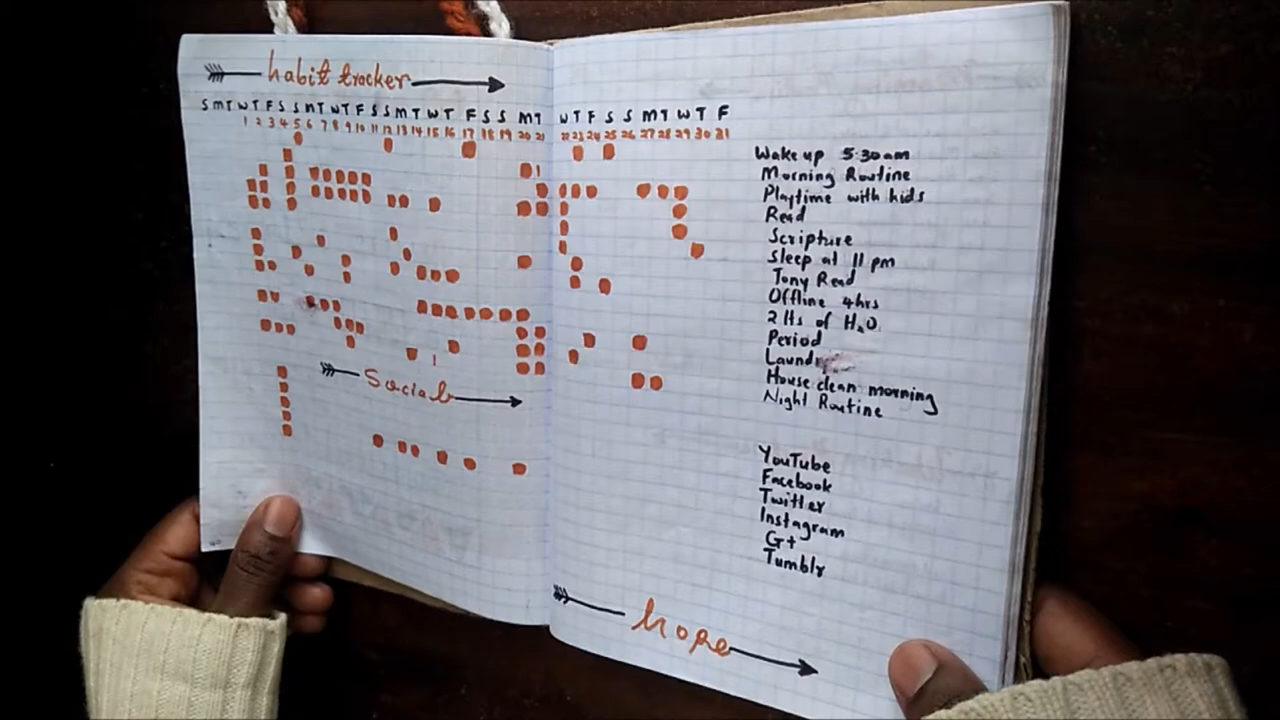 habit tracker
S M T W T F S S M T W T F S S M T W T F S S M T W T F S S M T W T F
1 2 3 4 5 6 7 8 9 10 11 12 13 14 15 16 17 18 19 20 21 22 23 24 25 26 27 28 29 30 31
Wake up 5:30am
Morning Routine
Playtime with kids
Read
Scripture
Sleep at 11 pm
Tony Read
Offline 4hrs
2 lts of H2O
Period
Laundry
House clean morning
Night Routine
Social
YouTube
Facebook
Twitter
Instagram
G+
Tumblr
hope